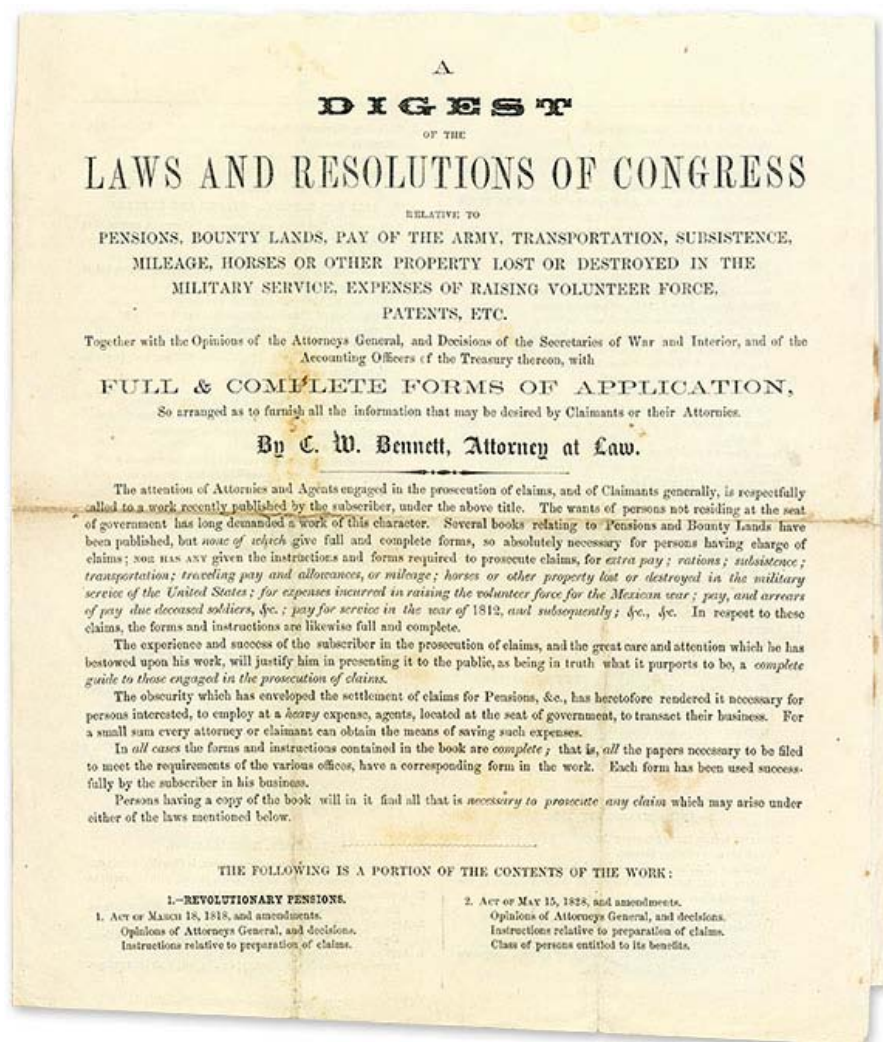 A
DIGEST
OF THE
LAWS AND RESOLUTIONS OF CONGRESS
RELATIVE TO
PENSIONS, BOUNTY LANDS, PAY OF THE ARMY, TRANSPORTATION, SUBSISTENCE,
MILEAGE, HORSES OR OTHER PROPERTY LOST OR DESTROYED IN THE
MILITARY SERVICE, EXPENSES OF RAISING VOLUNTEER FORCE,
PATENTS, ETC.
Together with the Opinions of the Attorneys General, and Decisions of the Secretaries of War and Interior, and of the
Accounting Officers of the Treasury thereon, with
FULL & COMPLETE FORMS OF APPLICATION,
So arranged as to furnish all the information that may be desired by Claimants or their Attornies.
By C. W. Bennett, Attorney at Law.
The attention of Attornies and Agents engaged in the prosecution of claims, and of Claimants generally, is respectfully
called to a work recently published by the subscriber, under the above title. The wants of persons not residing at the seat
of government has long demanded a work of this character. Several books relating to Pensions and Bounty Lands have
been published, but none of which give full and complete forms, so absolutely necessary for persons having charge of
claims; NOR HAS ANY given the instructions and forms required to prosecute claims, for extra pay; rations; subsistence;
transportation; traveling pay and allowances, or mileage; horses or other property lost or destroyed in the military
service of the United States; for expenses incurred in raising the volunteer force for the Mexican war; pay, and arrears
of pay due deceased soldiers, &c.; pay for service in the war of 1812, and subsequently; &c., &c. In respect to these
claims, the forms and instructions are likewise full and complete.
The experience and success of the subscriber in the prosecution of claims, and the great care and attention which he has
bestowed upon his work, will justify him in presenting it to the public, as being in truth what it purports to be, a complete
guide to those engaged in the prosecution of claims.
The obscurity which has enveloped the settlement of claims for Pensions, &c., has heretofore rendered it necessary for
persons interested, to employ at a heavy expense, agents, located at the seat of government, to transact their business. For
a small sum every attorney or claimant can obtain the means of saving such expenses.
In all cases the forms and instructions contained in the book are complete; that is, all the papers necessary to be filed
to meet the requirements of the various offices, have a corresponding form in the work. Each form has been used success-
fully by the subscriber in his business.
Persons having a copy of the book will in it find all that is necessary to prosecute any claim which may arise under
either of the laws mentioned below.
THE FOLLOWING IS A PORTION OF THE CONTENTS OF THE WORK:
1.—REVOLUTIONARY PENSIONS.
1. ACT OF MARCH 18, 1818, and amendments.
Opinions of Attorneys General, and decisions.
Instructions relative to preparation of claims.
2. ACT OF MAY 15, 1828, and amendments.
Opinions of Attorneys General, and decisions.
Instructions relative to preparation of claims.
Class of persons entitled to its benefits.